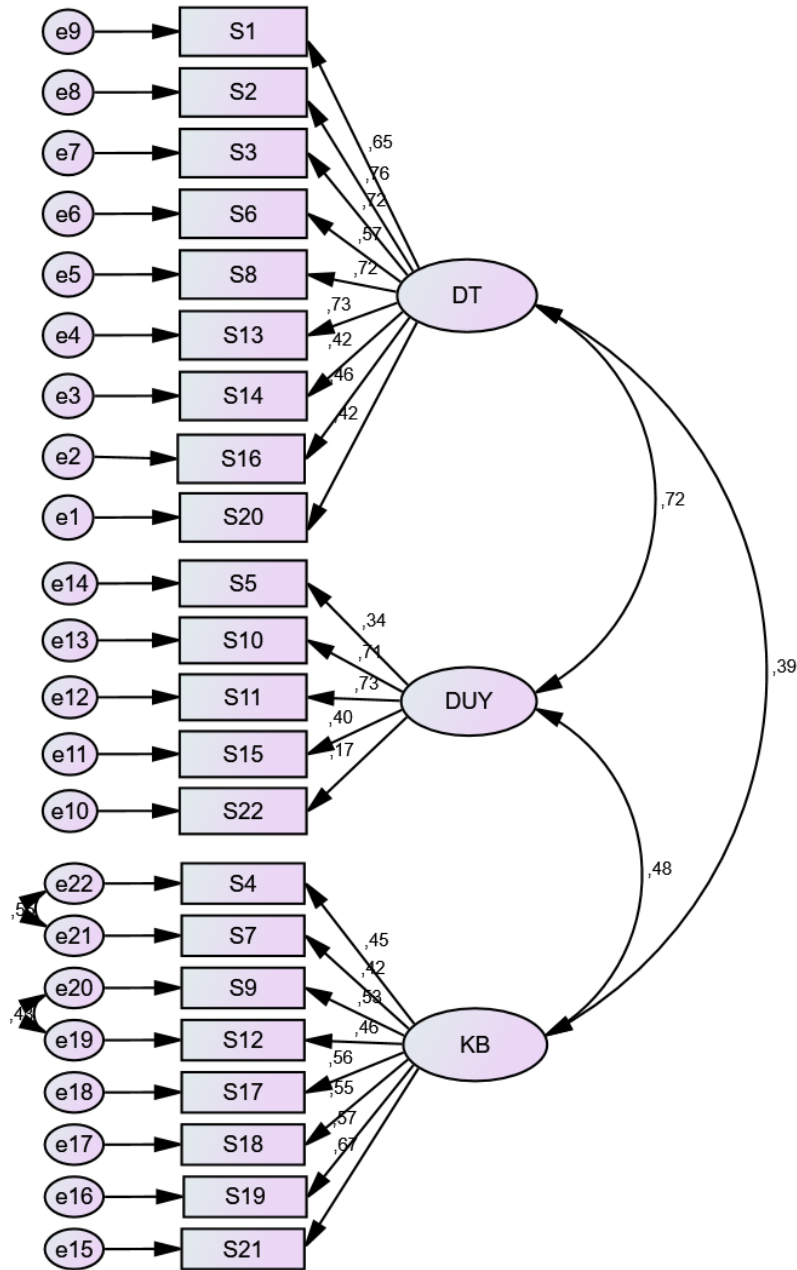 e9 S1
e8 S2
,65
e7 S3
,76
,72
e6 S6
,57
e5 S8 ,72
DT
,73
e4 S13 ,42
,46
e3 S14
,42
e2 S16
,72
e1 S20
e14 S5
,34
e13 S10 ,71
,39
,73
e12 S11 DUY
,40
e11 S15 ,17
e10 S22
,48
e22 S4
e21 S7 ,45
,42
e20 S9 ,53
,46
e19 S12 KB
,56
e18 S17 ,55
,57
e17 S18 ,67
e16 S19
e15 S21